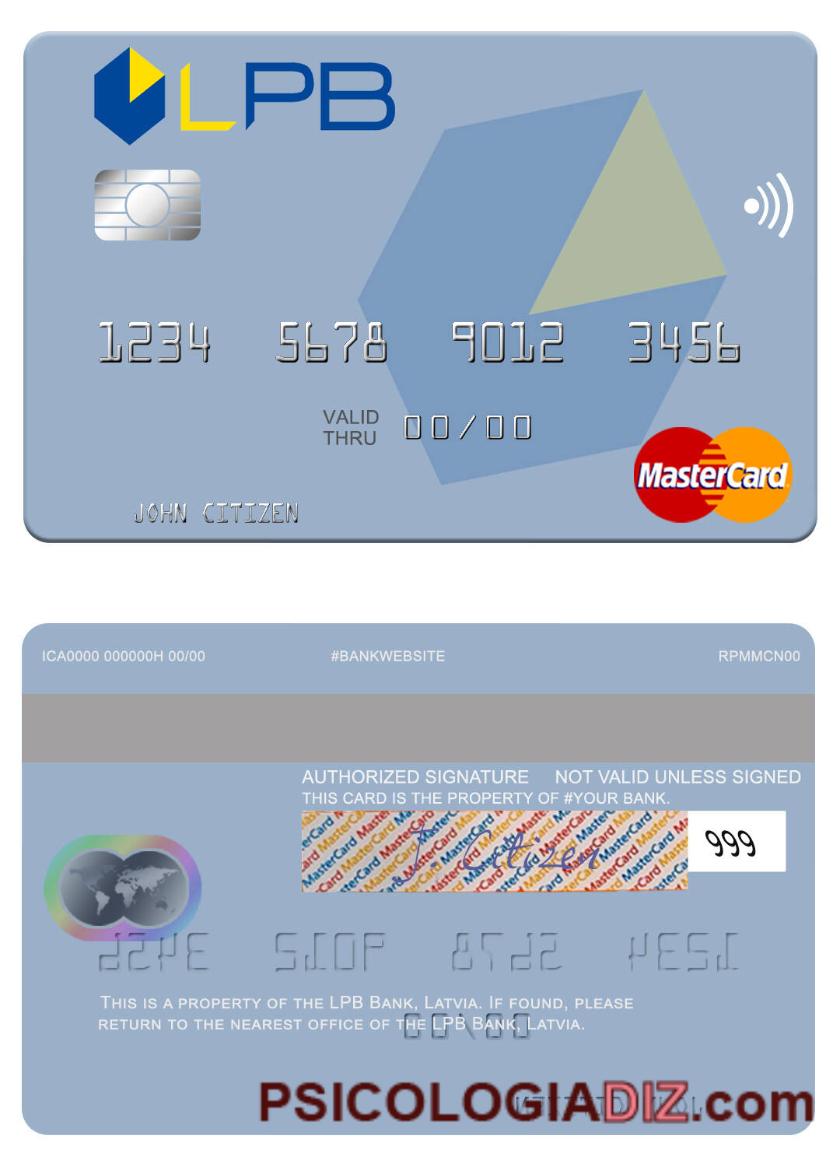 LPB
1234 5678 9012 3456
VALID
THRU 00/00
MasterCard
JOHN CITIZEN
ICA0000 000000H 00/00 #BANKWEBSITE RPMMCN00
AUTHORIZED SIGNATURE NOT VALID UNLESS SIGNED
THIS CARD IS THE PROPERTY OF #YOUR BANK.
J Citizen 999
THIS IS A PROPERTY OF THE LPB BANK, LATVIA. IF FOUND, PLEASE
RETURN TO THE NEAREST OFFICE OF THE LPB BANK, LATVIA.
PSICOLOGIADIZ.com